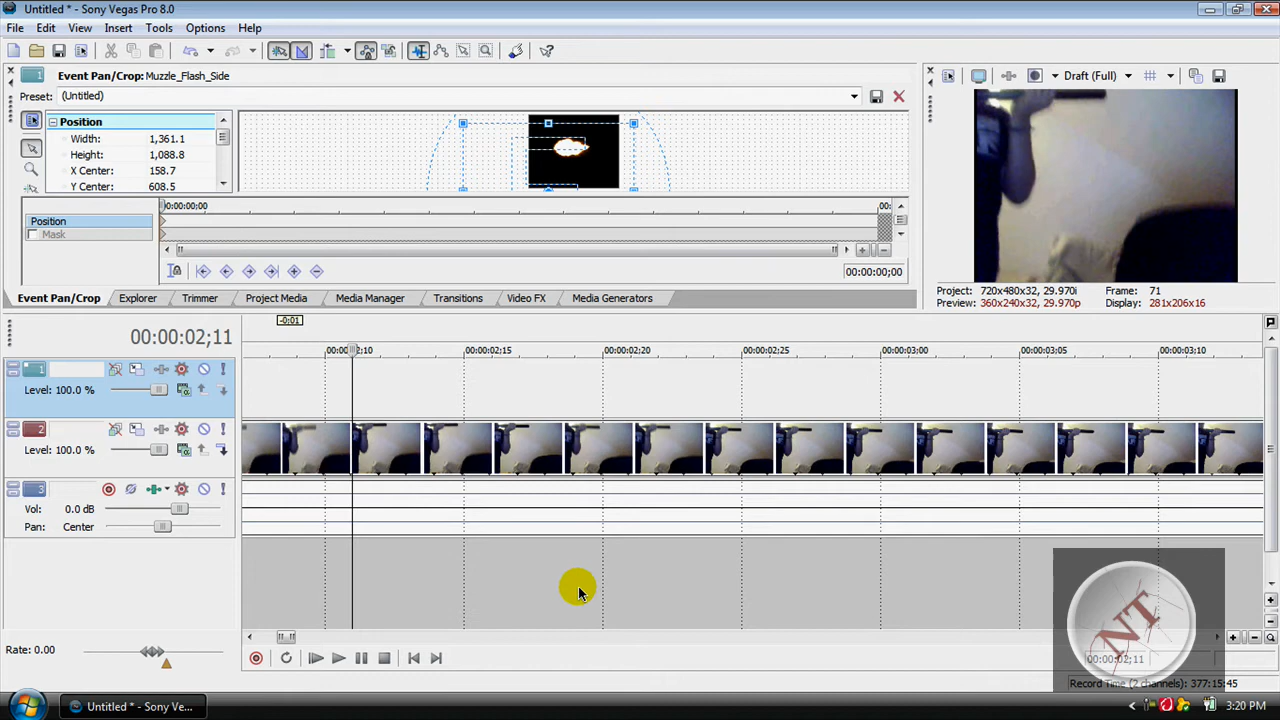 Untitled * - Sony Vegas Pro 8.0
File Edit View Insert Tools Options Help
1 Event Pan/Crop: Muzzle_Flash_Side
Preset: (Untitled)
Position
Width: 1,361.1
Height: 1,088.8
X Center: 158.7
Y Center: 608.5
00:00:00;00
Position
Mask
00:00:00;00
Event Pan/Crop Explorer Trimmer Project Media Media Manager Transitions Video FX Media Generators
Draft (Full)
Project: 720x480x32, 29.970i Frame: 71
Preview: 360x240x32, 29.970p Display: 281x206x16
00:00:02;11
-0:01
00:00:02;10 00:00:02;15 00:00:02;20 00:00:02;25 00:00:03;00 00:00:03;05 00:00:03;10
1
Level: 100.0 %
2
Level: 100.0 %
3
Vol: 0.0 dB
Pan: Center
Rate: 0.00
NT
00:00:02;11
Record Time (2 channels): 377:15:45
Untitled * - Sony Ve...
3:20 PM